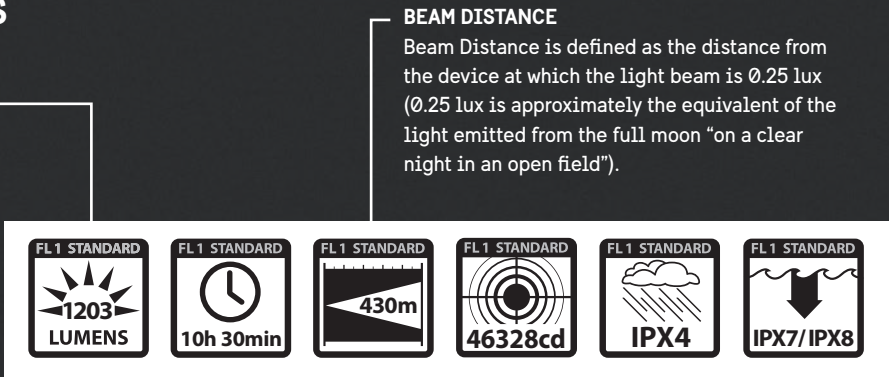 S
BEAM DISTANCE
Beam Distance is defined as the distance from
the device at which the light beam is 0.25 lux
(0.25 lux is approximately the equivalent of the
light emitted from the full moon “on a clear
night in an open field”).
FL1 STANDARD
1203
LUMENS
FL1 STANDARD
10h 30min
FL1 STANDARD
430m
FL1 STANDARD
46328cd
FL1 STANDARD
IPX4
FL1 STANDARD
IPX7/IPX8